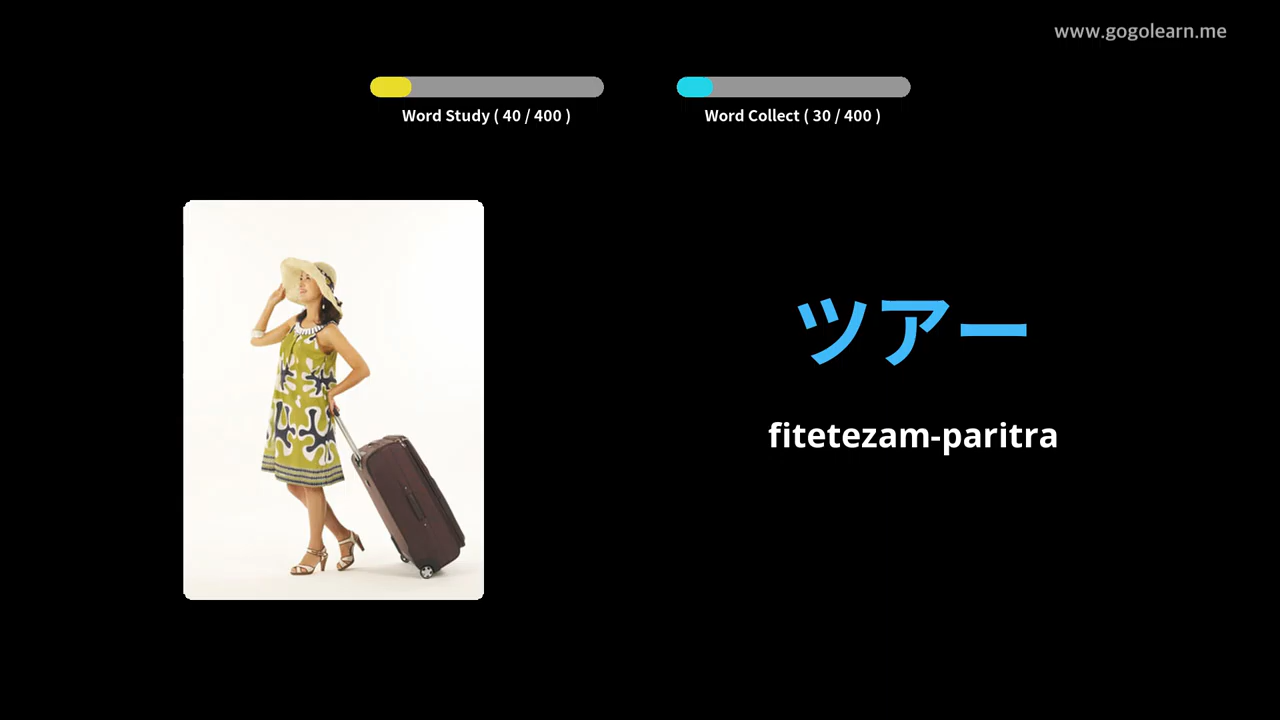 www.gogolearn.me
Word Study ( 40 / 400 )
Word Collect ( 30 / 400 )
ツアー
fitetezam-paritra